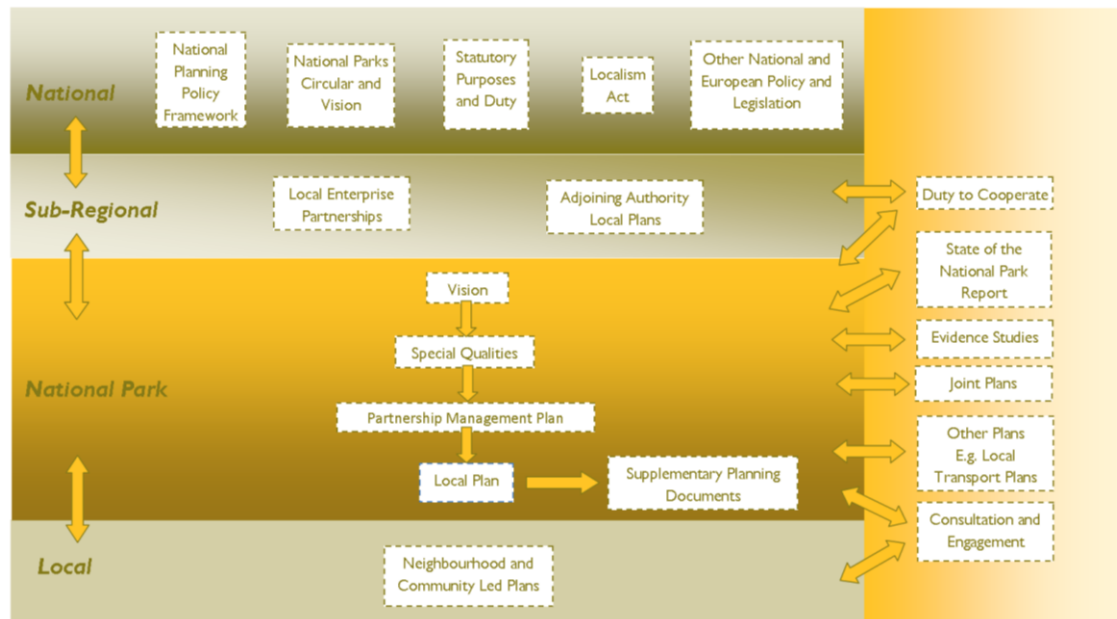 National
National
Planning
Policy
Framework
National Parks
Circular and
Vision
Statutory
Purposes
and Duty
Localism
Act
Other National and
European Policy and
Legislation
Sub-Regional
Local Enterprise
Partnerships
Adjoining Authority
Local Plans
Duty to Cooperate
National Park
Vision
Special Qualities
Partnership Management Plan
Local Plan
Supplementary Planning
Documents
State of the
National Park
Report
Evidence Studies
Joint Plans
Other Plans
E.g. Local
Transport Plans
Consultation and
Engagement
Local
Neighbourhood and
Community Led Plans